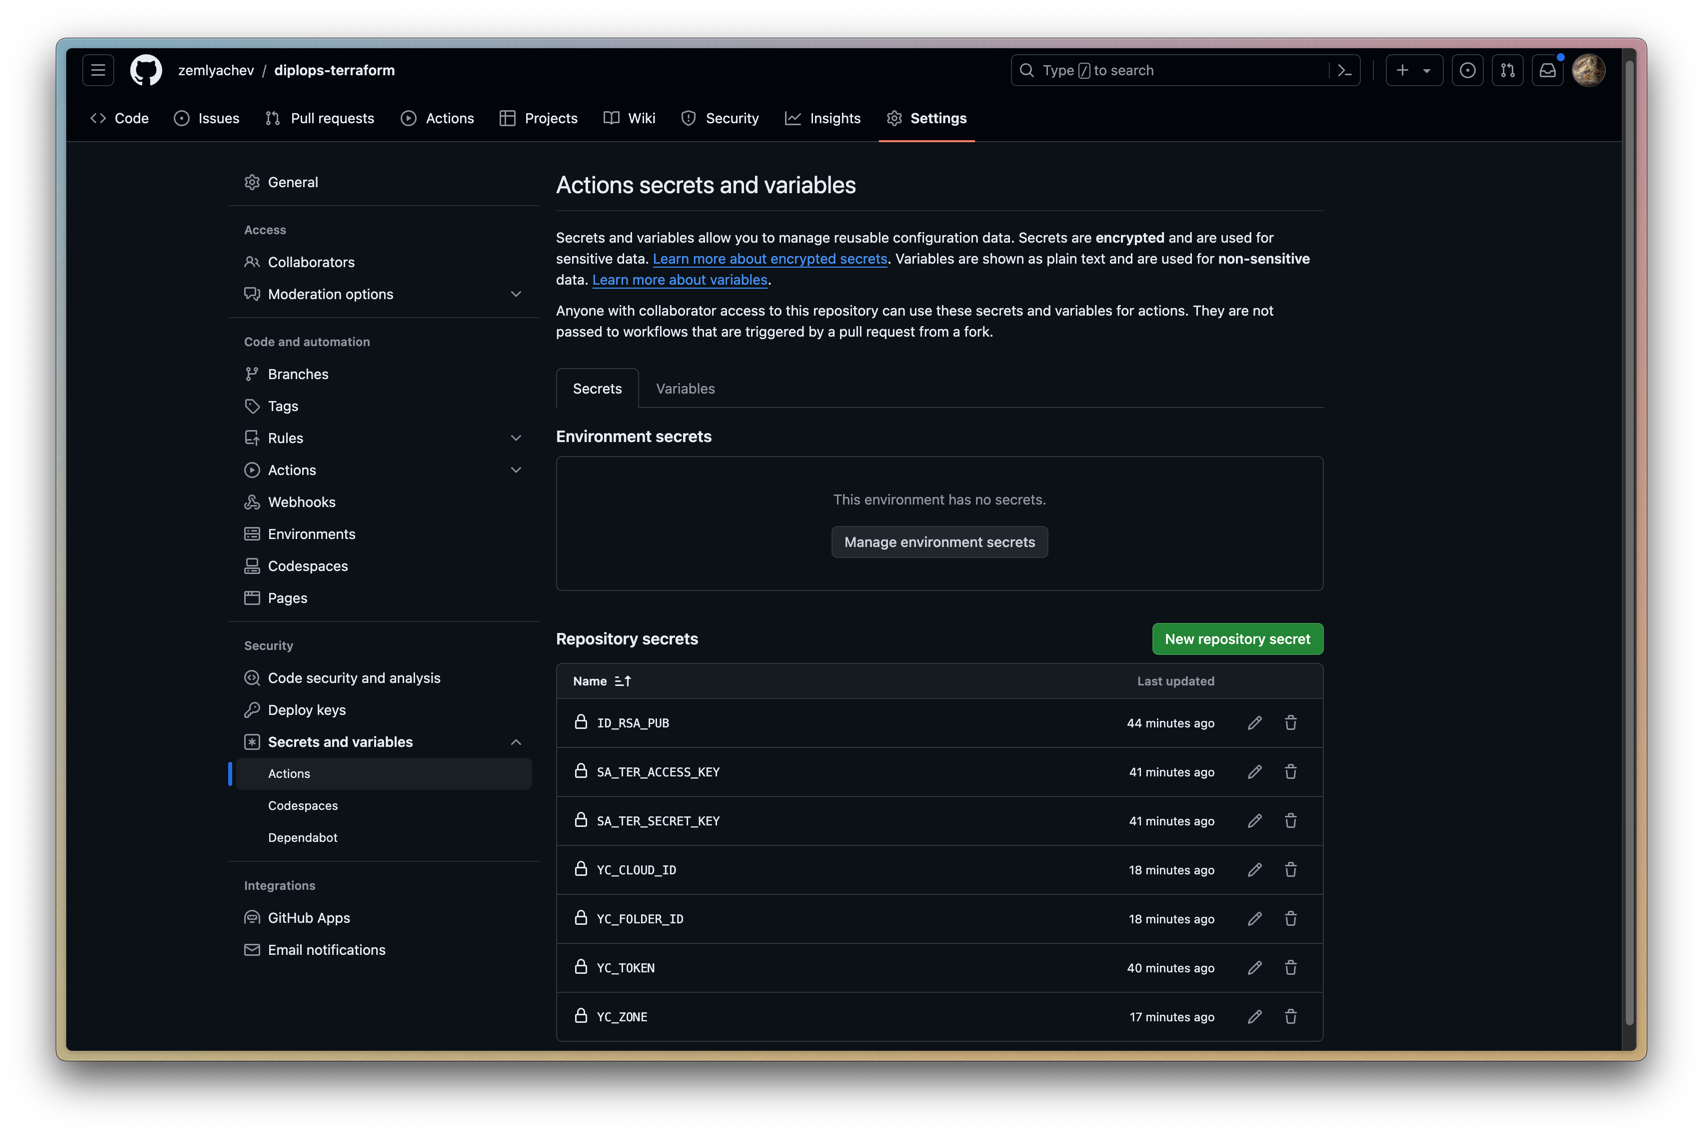 zemlyachev / diplops-terraform
Type / to search
Code Issues Pull requests Actions Projects Wiki Security Insights Settings
General
Access
Collaborators
Moderation options
Code and automation
Branches
Tags
Rules
Actions
Webhooks
Environments
Codespaces
Pages
Security
Code security and analysis
Deploy keys
Secrets and variables
Actions
Codespaces
Dependabot
Integrations
GitHub Apps
Email notifications
Actions secrets and variables
Secrets and variables allow you to manage reusable configuration data. Secrets are encrypted and are used for
sensitive data. Learn more about encrypted secrets. Variables are shown as plain text and are used for non-sensitive
data. Learn more about variables.
Anyone with collaborator access to this repository can use these secrets and variables for actions. They are not
passed to workflows that are triggered by a pull request from a fork.
Secrets Variables
Environment secrets
This environment has no secrets.
Manage environment secrets
Repository secrets New repository secret
Name Last updated
ID_RSA_PUB 44 minutes ago
SA_TER_ACCESS_KEY 41 minutes ago
SA_TER_SECRET_KEY 41 minutes ago
YC_CLOUD_ID 18 minutes ago
YC_FOLDER_ID 18 minutes ago
YC_TOKEN 40 minutes ago
YC_ZONE 17 minutes ago